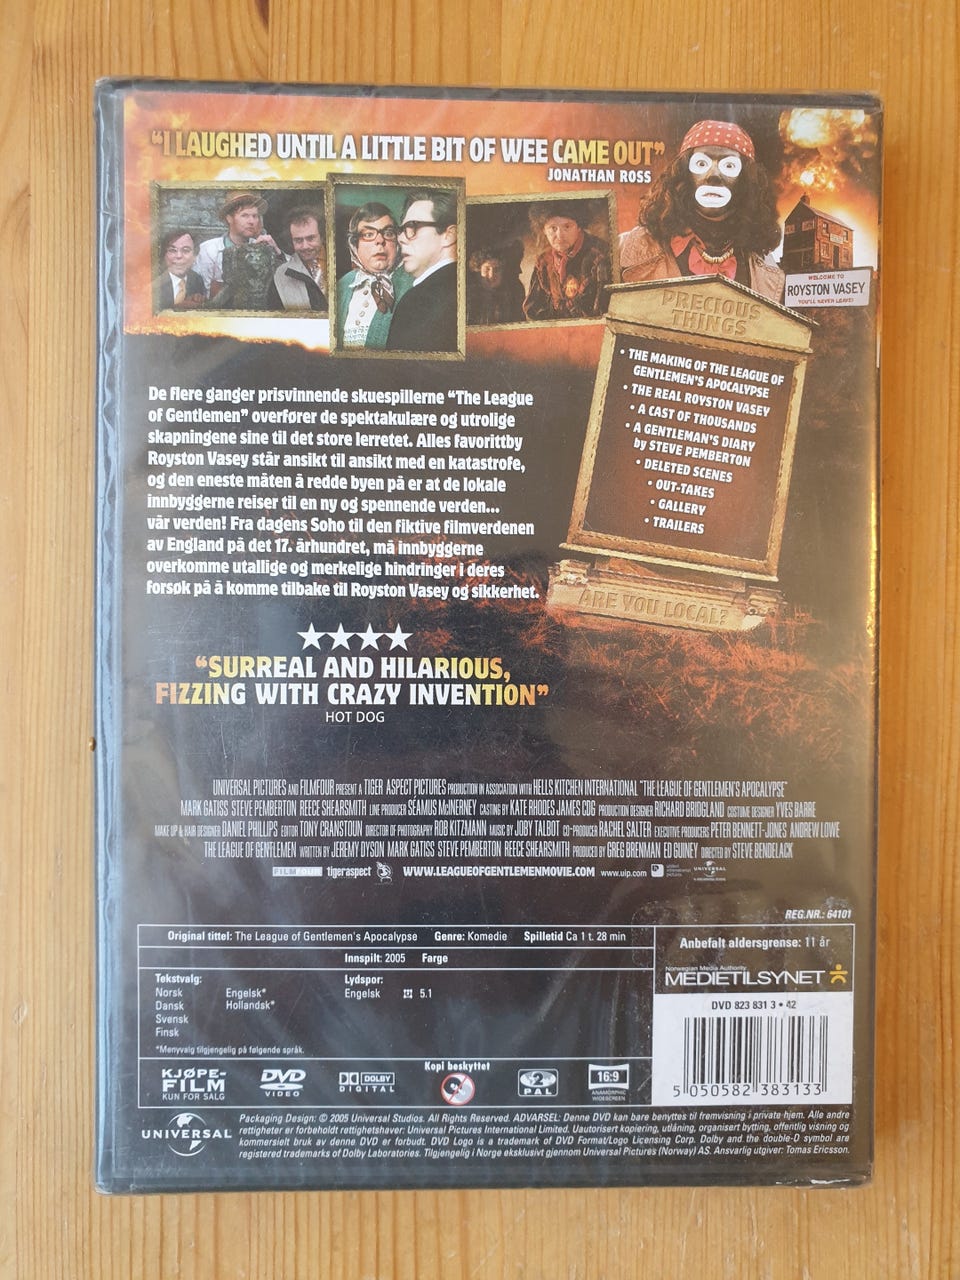 “I LAUGHED UNTIL A LITTLE BIT OF WEE CAME OUT”
JONATHAN ROSS
WELCOME TO
ROYSTON VASEY
YOU'LL NEVER LEAVE!
PRECIOUS
THINGS
• THE MAKING OF THE LEAGUE OF
GENTLEMEN'S APOCALYPSE
• THE REAL ROYSTON VASEY
• A CAST OF THOUSANDS
• A GENTLEMAN'S DIARY
by STEVE PEMBERTON
• DELETED SCENES
• OUT-TAKES
• GALLERY
• TRAILERS
ARE YOU LOCAL?
De flere ganger prisvinnende skuespillerne “The League
of Gentlemen” overfører de spektakulære og utrolige
skapningene sine til det store lerretet. Alles favorittby
Royston Vasey står ansikt til ansikt med en katastrofe,
og den eneste måten å redde byen på er at de lokale
innbyggerne reiser til en ny og spennende verden...
vår verden! Fra dagens Soho til den fiktive filmverdenen
av England på det 17. århundret, må innbyggerne
overkomme utallige og merkelige hindringer i deres
forsøk på å komme tilbake til Royston Vasey og sikkerhet.
“SURREAL AND HILARIOUS,
FIZZING WITH CRAZY INVENTION”
HOT DOG
UNIVERSAL PICTURES AND FILMFOUR PRESENT A TIGER ASPECT PICTURES PRODUCTION IN ASSOCIATION WITH HELLS KITCHEN INTERNATIONAL “THE LEAGUE OF GENTLEMEN'S APOCALYPSE”
MARK GATISS STEVE PEMBERTON REECE SHEARSMITH LINE PRODUCER SÉAMUS McNERNEY CASTING BY KATE RHODES JAMES CDG PRODUCTION DESIGNER RICHARD BRIDGLAND COSTUME DESIGNER YVES BARRE
MAKE UP & HAIR DESIGNER DANIEL PHILLIPS EDITOR TONY CRANSTOUN DIRECTOR OF PHOTOGRAPHY ROB KITZMANN MUSIC BY JOBY TALBOT CO-PRODUCER RACHEL SALTER EXECUTIVE PRODUCERS PETER BENNETT-JONES ANDREW LOWE
THE LEAGUE OF GENTLEMEN WRITTEN BY JEREMY DYSON MARK GATISS STEVE PEMBERTON REECE SHEARSMITH PRODUCED BY GREG BRENMAN ED GUINEY DIRECTED BY STEVE BENDELACK
FILMFOUR tigeraspect WWW.LEAGUEOFGENTLEMENMOVIE.COM www.uip.com UNIVERSAL
REG.NR.: 64101
Original tittel: The League of Gentlemen's Apocalypse Genre: Komedie Spilletid Ca 1 t. 28 min
Innspilt: 2005 Farge
Anbefalt aldersgrense: 11 år
Norwegian Media Authority
MEDIETILSYNET
Tekstvalg:
Norsk Engelsk*
Dansk Hollandsk*
Svensk
Finsk
*Menyvalg tilgjengelig på følgende språk.
Lydspor:
Engelsk 5.1
DVD 823 831 3 • 42
5 050582 383133
KJØPE-
FILM
KUN FOR SALG
DVD
VIDEO
DOLBY
DIGITAL
Kopi beskyttet
2
PAL
16:9
ANAMORPHIC
WIDESCREEN
UNIVERSAL
Packaging Design: © 2005 Universal Studios. All Rights Reserved. ADVARSEL: Denne DVD kan bare benyttes til fremvisning i private hjem. Alle andre
rettigheter er forbeholdt rettighetshaver: Universal Pictures International Limited. Uautorisert kopiering, utlåning, organisert bytting, offentlig visning og
kommersielt bruk av denne DVD er forbudt. DVD Logo is a trademark of DVD Format/Logo Licensing Corp. Dolby and the double-D symbol are
registered trademarks of Dolby Laboratories. Tilgjengelig i Norge eksklusivt gjennom Universal Pictures (Norway) AS. Ansvarlig utgiver: Tomas Ericsson.